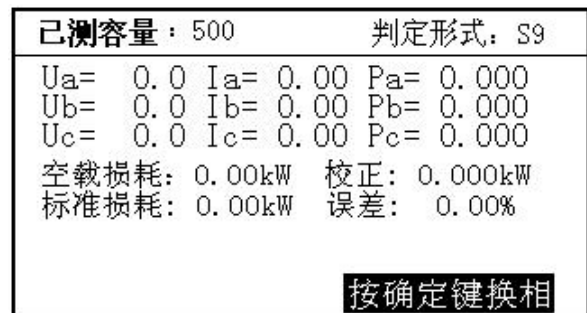 已测容量：500 判定形式：S9
Ua= 0.0 Ia= 0.00 Pa= 0.000
Ub= 0.0 Ib= 0.00 Pb= 0.000
Uc= 0.0 Ic= 0.00 Pc= 0.000
空载损耗：0.00kW 校正：0.000kW
标准损耗：0.00kW 误差：0.00%
按确定键换相